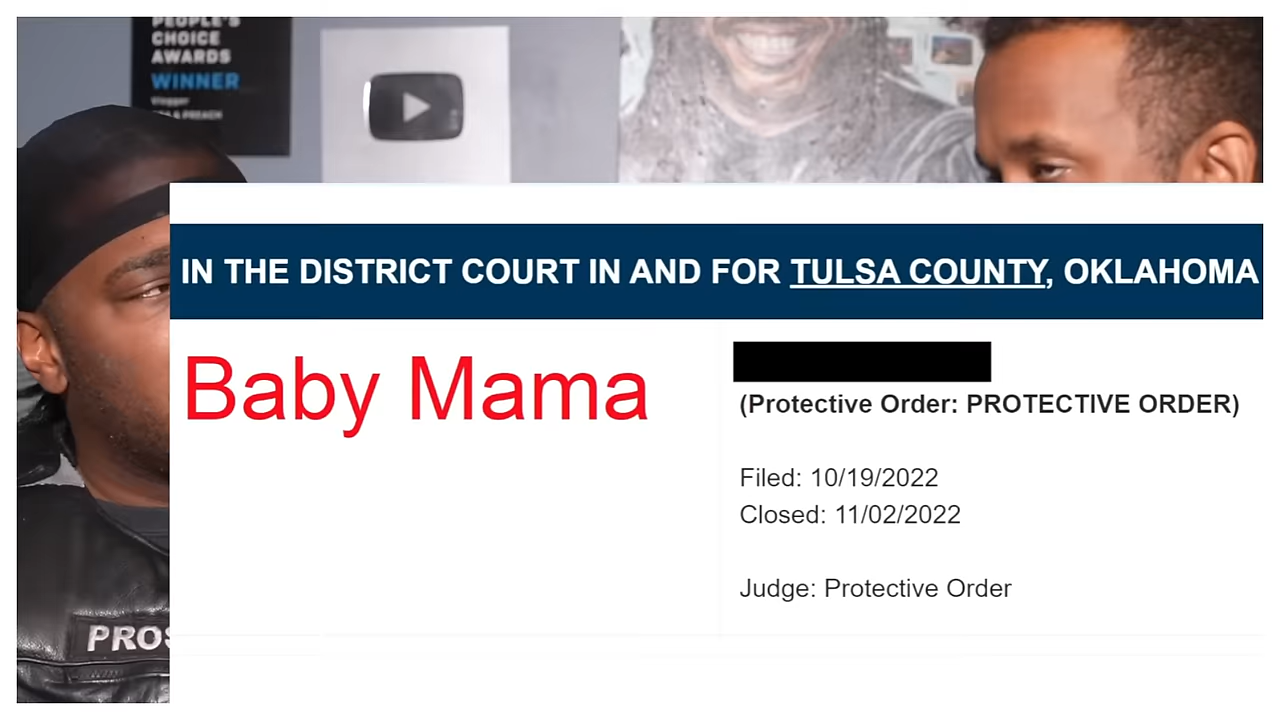 PEOPLE'S
CHOICE
AWARDS
WINNER
& PREACH
IN THE DISTRICT COURT IN AND FOR TULSA COUNTY, OKLAHOMA
Baby Mama
(Protective Order: PROTECTIVE ORDER)
Filed: 10/19/2022
Closed: 11/02/2022
Judge: Protective Order
PROS